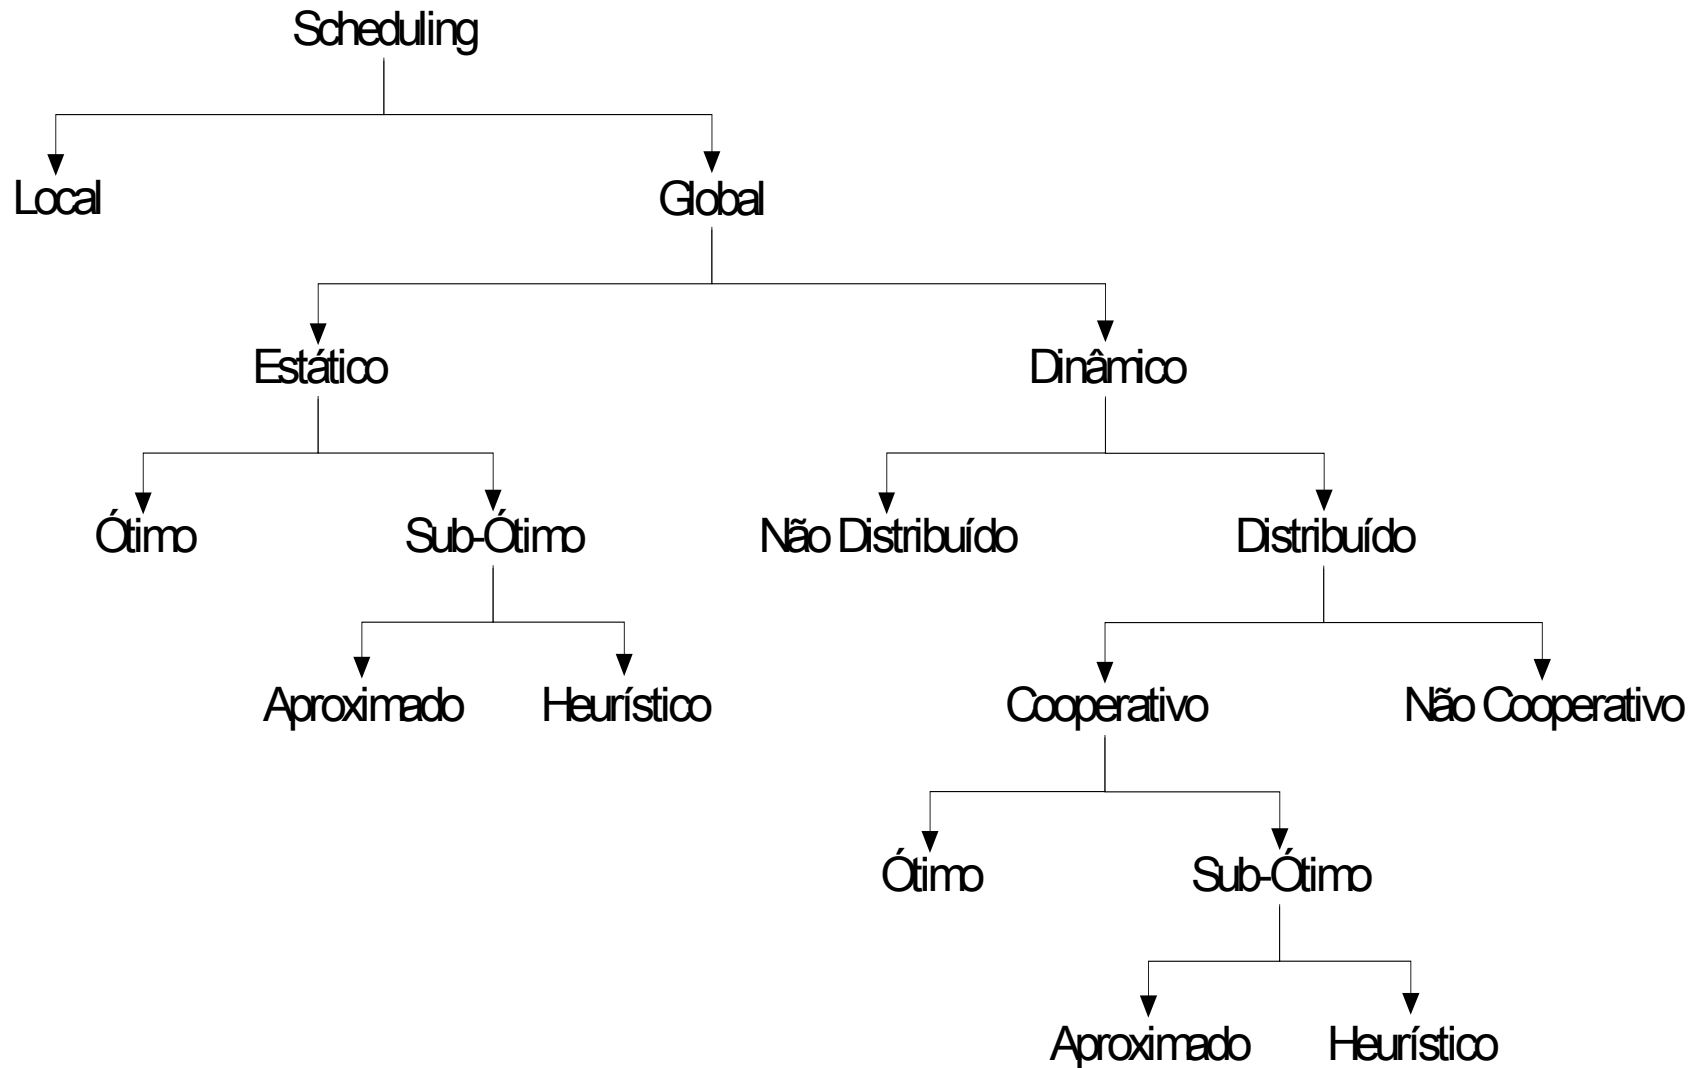 Scheduling
Local
Global
Estático
Dinâmico
Ótimo
Sub-Ótimo
Não Distribuído
Distribuído
Aproximado
Heurístico
Cooperativo
Não Cooperativo
Ótimo
Sub-Ótimo
Aproximado
Heurístico